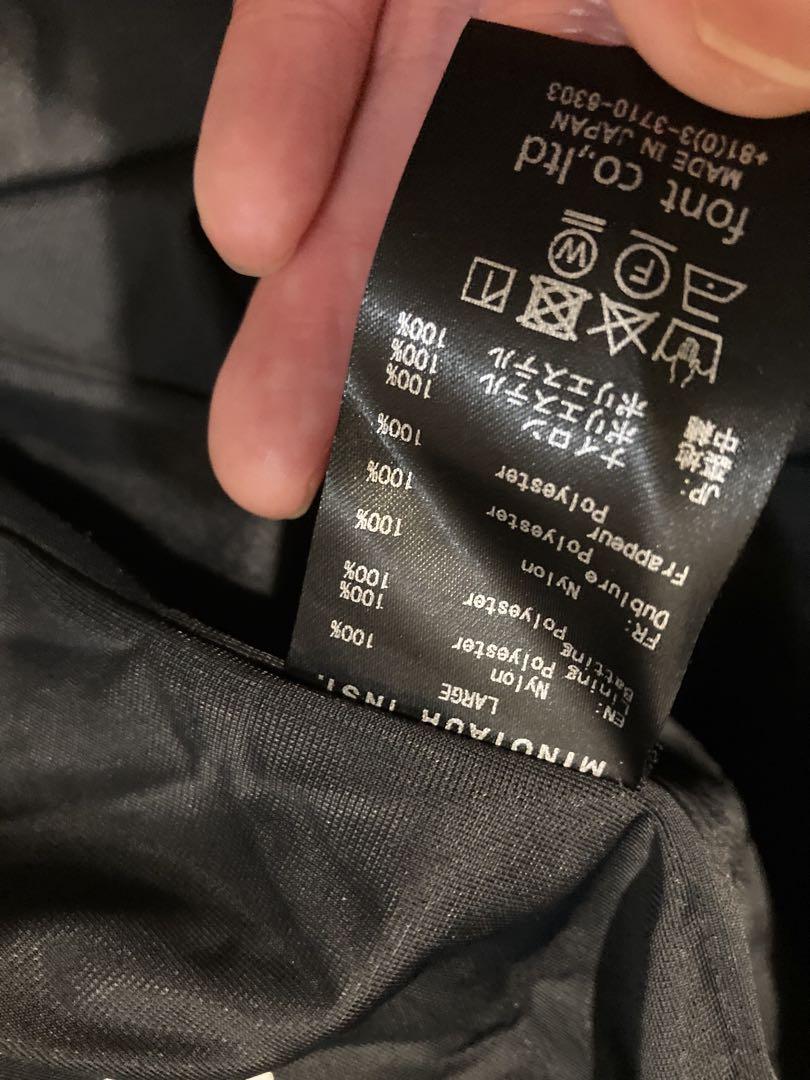 MINOTAUR INST.
LARGE
EN:
Nylon 100%
Lining Polyester 100%
Batting Polyester 100%
FR:
Nylon 100%
Dublure Polyester 100%
Frappeur Polyester 100%
JP:
ナイロン 100%
裏地 ポリエステル 100%
中綿 ポリエステル 100%
W
F
font co.,ltd
MADE IN JAPAN
+81(0)3-3710-6303